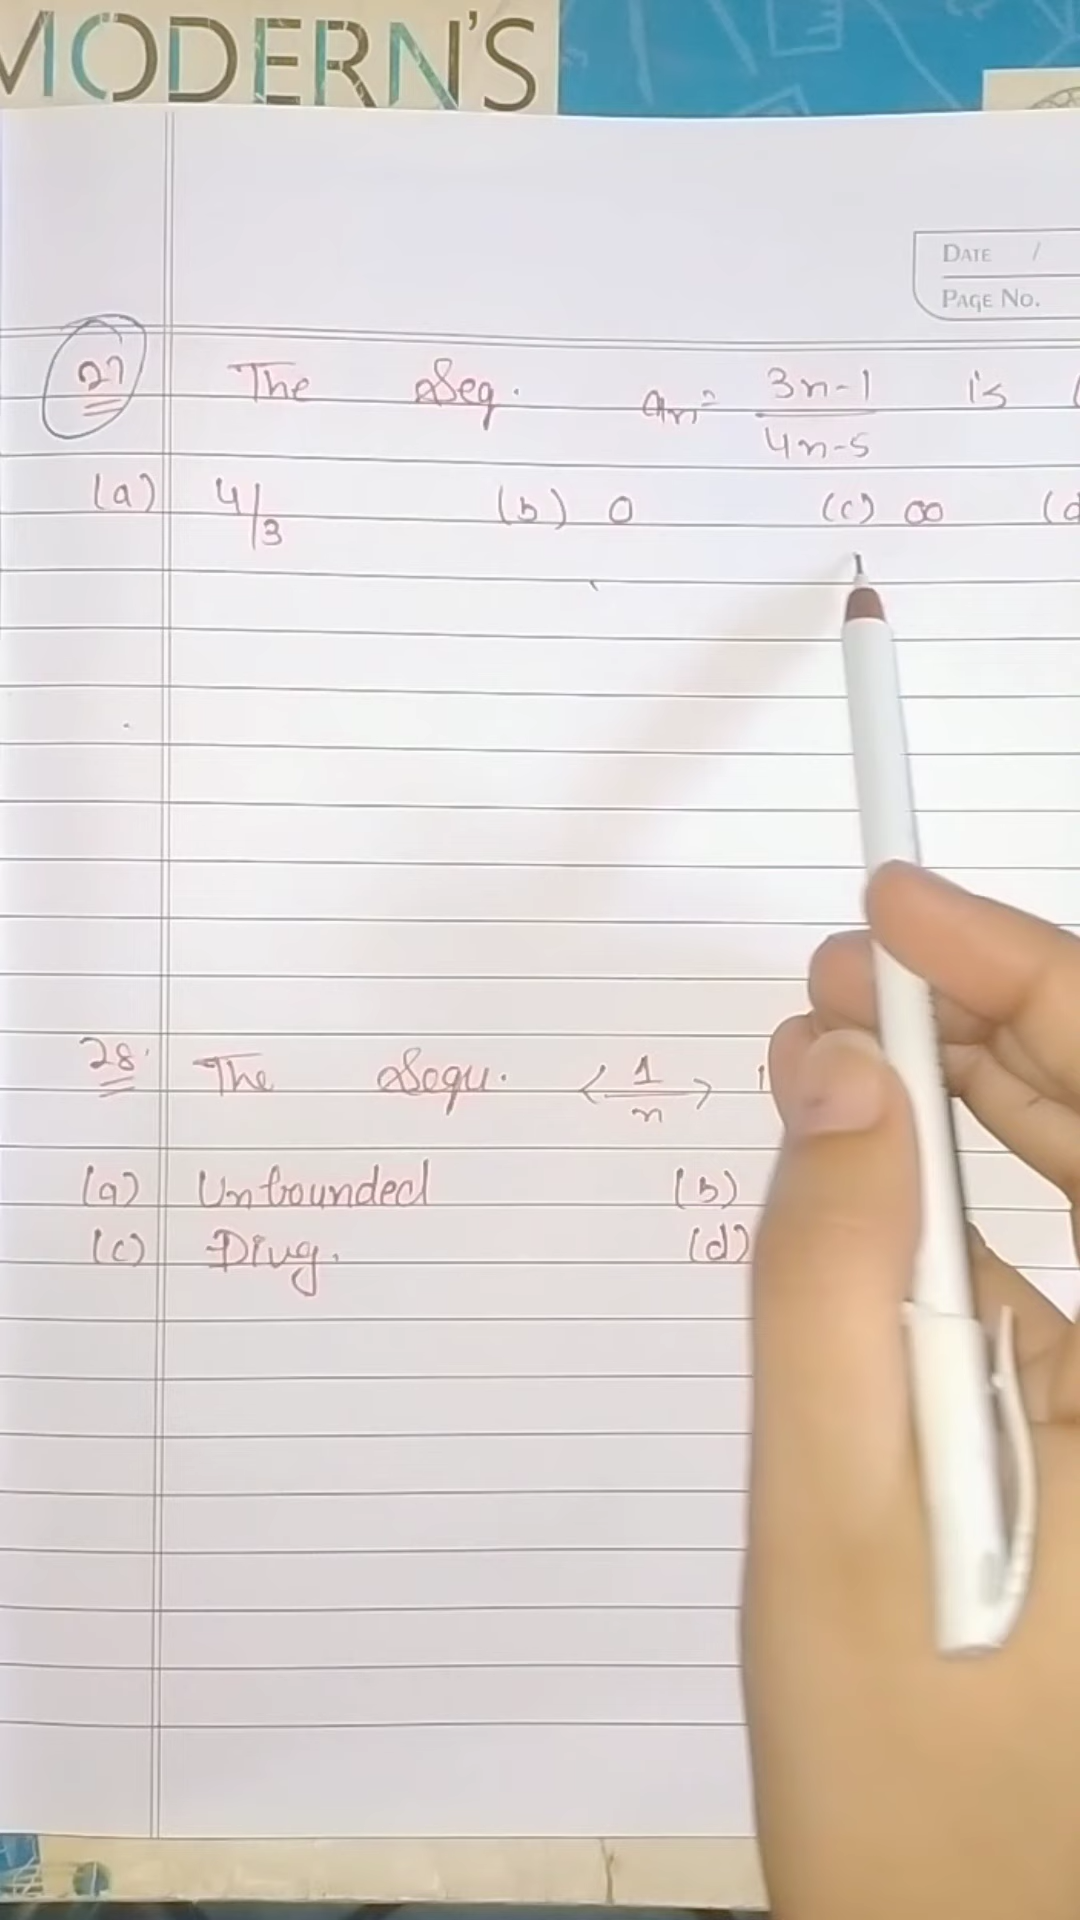 MODERN'S
DATE /
PAGE NO.
27 The Seq. an = 3n-1 / 4n-5 is (
(a) 4/3 (b) 0 (c) ∞ (d
28. The Sequ. < 1/n >
(a) Unbounded (b)
(c) Divg. (d)